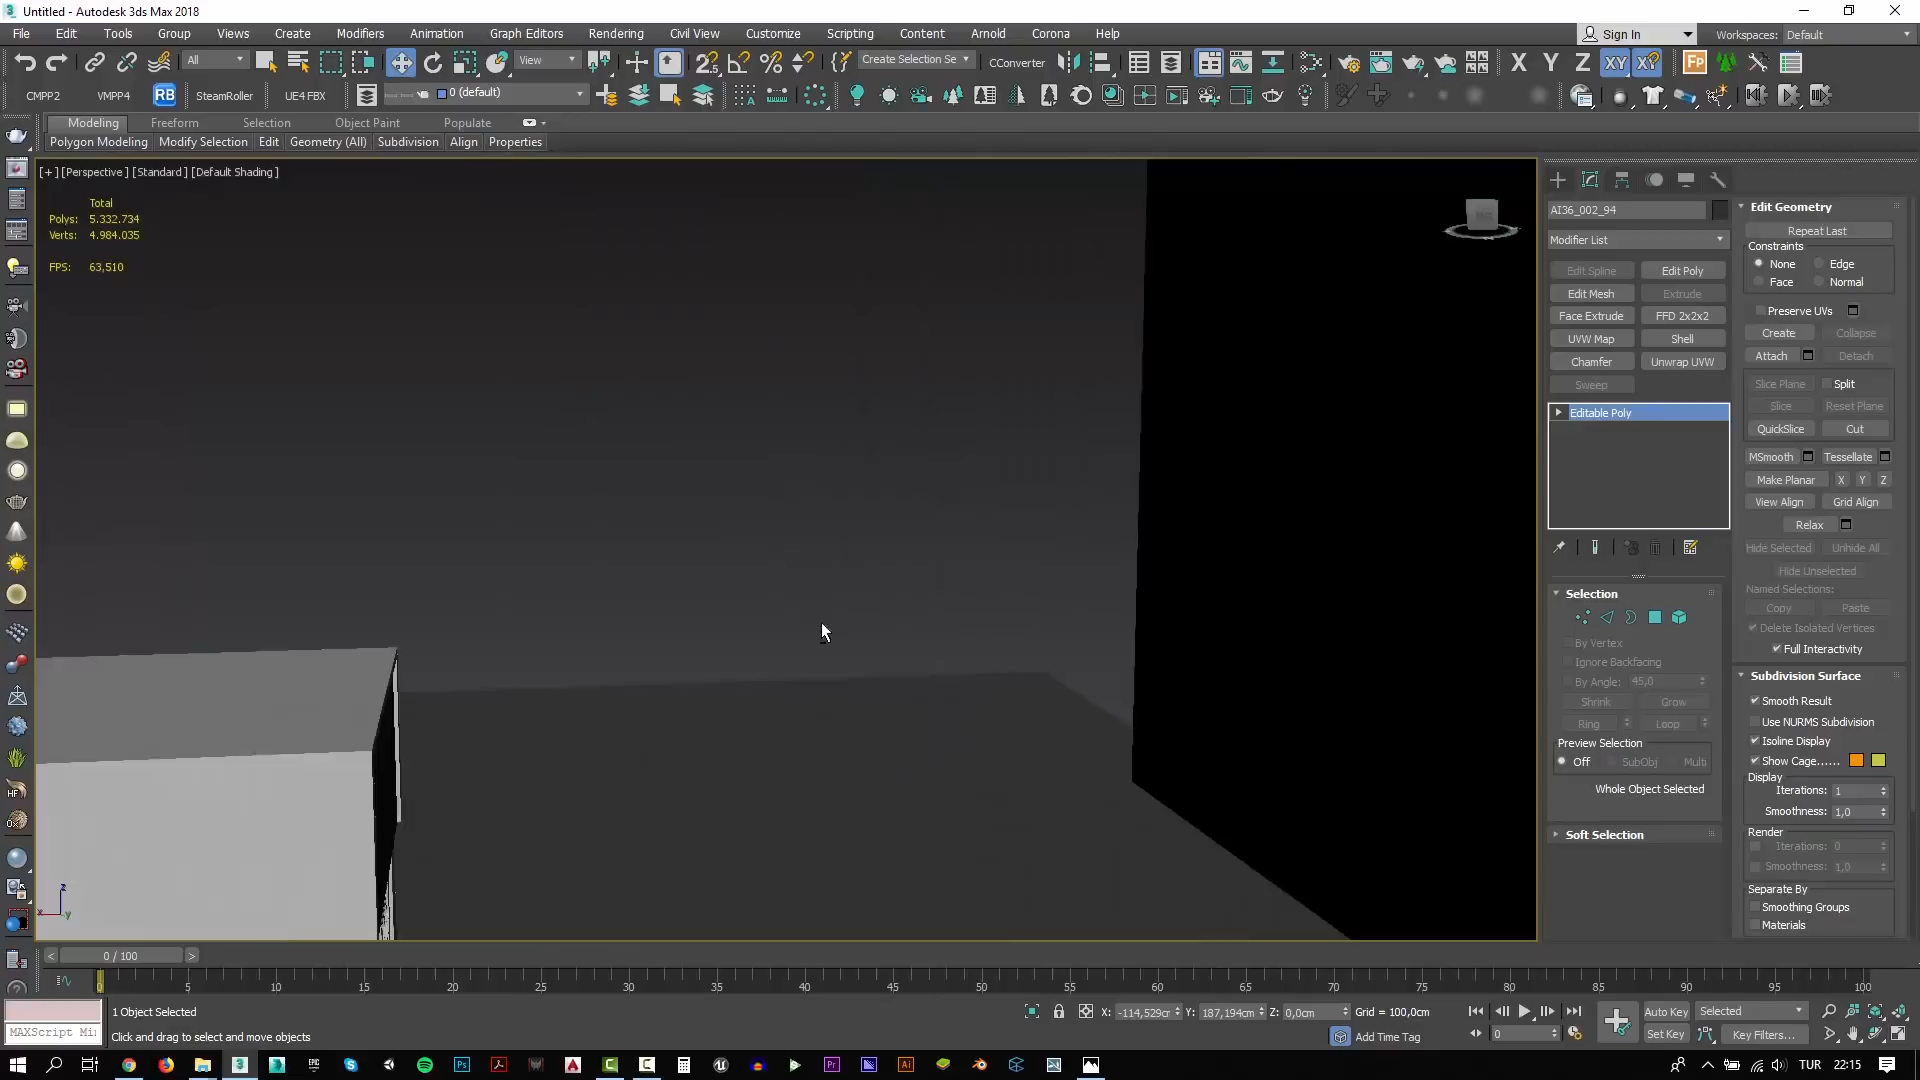 Untitled - Autodesk 3ds Max 2018
File Edit Tools Group Views Create Modifiers Animation Graph Editors Rendering Civil View Customize Scripting Content Arnold Corona Help
Sign In Workspaces: Default
All View Create Selection Se CConverter X Y Z XY
CMPP2 VMPP4 RB SteamRoller UE4 FBX 0 (default)
Modeling Freeform Selection Object Paint Populate
Polygon Modeling Modify Selection Edit Geometry (All) Subdivision Align Properties
[+] [Perspective] [Standard] [Default Shading]
Total
Polys: 5.332.734
Verts: 4.984.035
FPS: 63,510
AI36_002_94
Modifier List
Edit Spline Edit Poly
Edit Mesh Extrude
Face Extrude FFD 2x2x2
UVW Map Shell
Chamfer Unwrap UVW
Sweep
Editable Poly
Selection
By Vertex
Ignore Backfacing
By Angle: 45,0
Shrink Grow
Ring Loop
Preview Selection
Off SubObj Multi
Whole Object Selected
Soft Selection
Edit Geometry
Repeat Last
Constraints
None Edge
Face Normal
Preserve UVs
Create Collapse
Attach Detach
Slice Plane Split
Slice Reset Plane
QuickSlice Cut
MSmooth Tessellate
Make Planar X Y Z
View Align Grid Align
Relax
Hide Selected Unhide All
Hide Unselected
Named Selections:
Copy Paste
Delete Isolated Vertices
Full Interactivity
Subdivision Surface
Smooth Result
Use NURMS Subdivision
Isoline Display
Show Cage......
Display
Iterations: 1
Smoothness: 1,0
Render
Iterations: 0
Smoothness: 1,0
Separate By
Smoothing Groups
Materials
z
x y
< 0 / 100 >
0 5 10 15 20 25 30 35 40 45 50 55 60 65 70 75 80 85 90 95 100
1 Object Selected X: -114,529cm Y: 187,194cm Z: 0,0cm Grid = 100,0cm Auto Key Selected
MAXScript Mi Click and drag to select and move objects Add Time Tag 0 Set Key Key Filters...
TUR 22:15